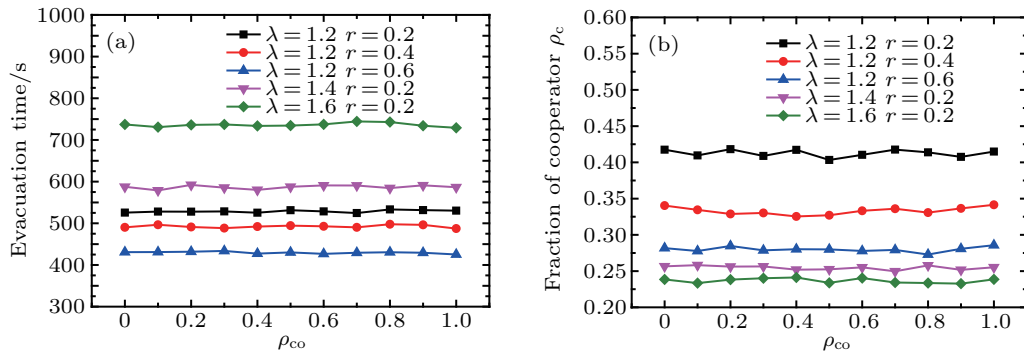 (a)
λ = 1.2 r = 0.2
λ = 1.2 r = 0.4
λ = 1.2 r = 0.6
λ = 1.4 r = 0.2
λ = 1.6 r = 0.2
Evacuation time/s
1000
900
800
700
600
500
400
300
0 0.2 0.4 0.6 0.8 1.0
ρco
(b)
λ = 1.2 r = 0.2
λ = 1.2 r = 0.4
λ = 1.2 r = 0.6
λ = 1.4 r = 0.2
λ = 1.6 r = 0.2
Fraction of cooperator ρc
0.60
0.55
0.50
0.45
0.40
0.35
0.30
0.25
0.20
0 0.2 0.4 0.6 0.8 1.0
ρco